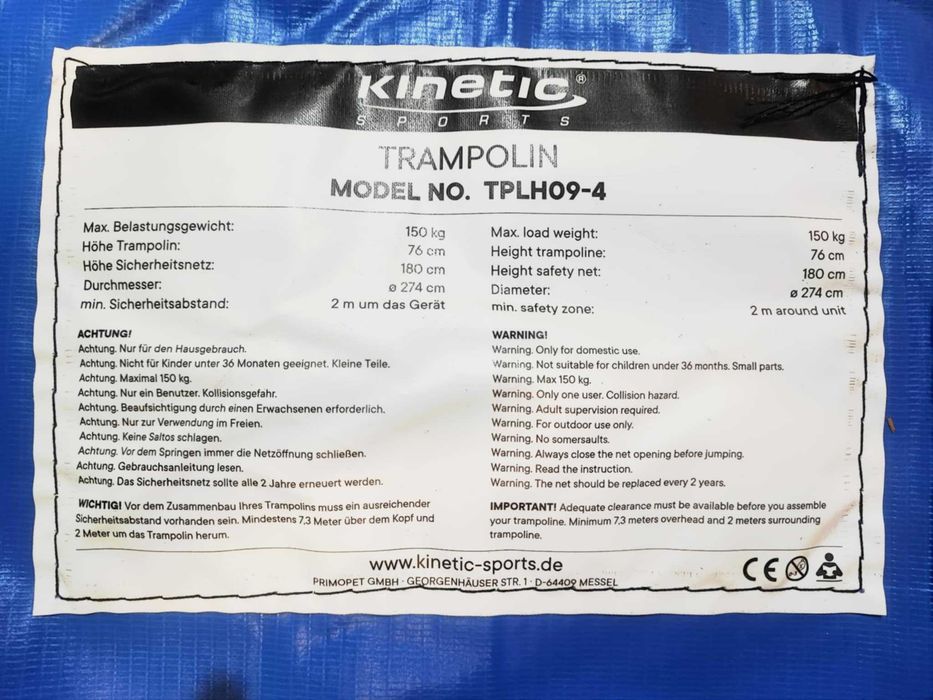 Kinetic®
SPORTS
TRAMPOLIN
MODEL NO. TPLH09-4
Max. Belastungsgewicht: 150 kg
Höhe Trampolin: 76 cm
Höhe Sicherheitsnetz: 180 cm
Durchmesser: ø 274 cm
min. Sicherheitsabstand: 2 m um das Gerät
Max. load weight: 150 kg
Height trampoline: 76 cm
Height safety net: 180 cm
Diameter: ø 274 cm
min. safety zone: 2 m around unit
ACHTUNG!
Achtung. Nur für den Hausgebrauch.
Achtung. Nicht für Kinder unter 36 Monaten geeignet. Kleine Teile.
Achtung. Maximal 150 kg.
Achtung. Nur ein Benutzer. Kollisionsgefahr.
Achtung. Beaufsichtigung durch einen Erwachsenen erforderlich.
Achtung. Nur zur Verwendung im Freien.
Achtung. Keine Saltos schlagen.
Achtung. Vor dem Springen immer die Netzöffnung schließen.
Achtung. Gebrauchsanleitung lesen.
Achtung. Das Sicherheitsnetz sollte alle 2 Jahre erneuert werden.
WICHTIG! Vor dem Zusammenbau Ihres Trampolins muss ein ausreichender
Sicherheitsabstand vorhanden sein. Mindestens 7,3 Meter über dem Kopf und
2 Meter um das Trampolin herum.
WARNING!
Warning. Only for domestic use.
Warning. Not suitable for children under 36 months. Small parts.
Warning. Max 150 kg.
Warning. Only one user. Collision hazard.
Warning. Adult supervision required.
Warning. For outdoor use only.
Warning. No somersaults.
Warning. Always close the net opening before jumping.
Warning. Read the instruction.
Warning. The net should be replaced every 2 years.
IMPORTANT! Adequate clearance must be available before you assemble
your trampoline. Minimum 7,3 meters overhead and 2 meters surrounding
trampoline.
www.kinetic-sports.de
PRIMOPET GMBH · GEORGENHÄUSER STR. 1 · D-64409 MESSEL
CE